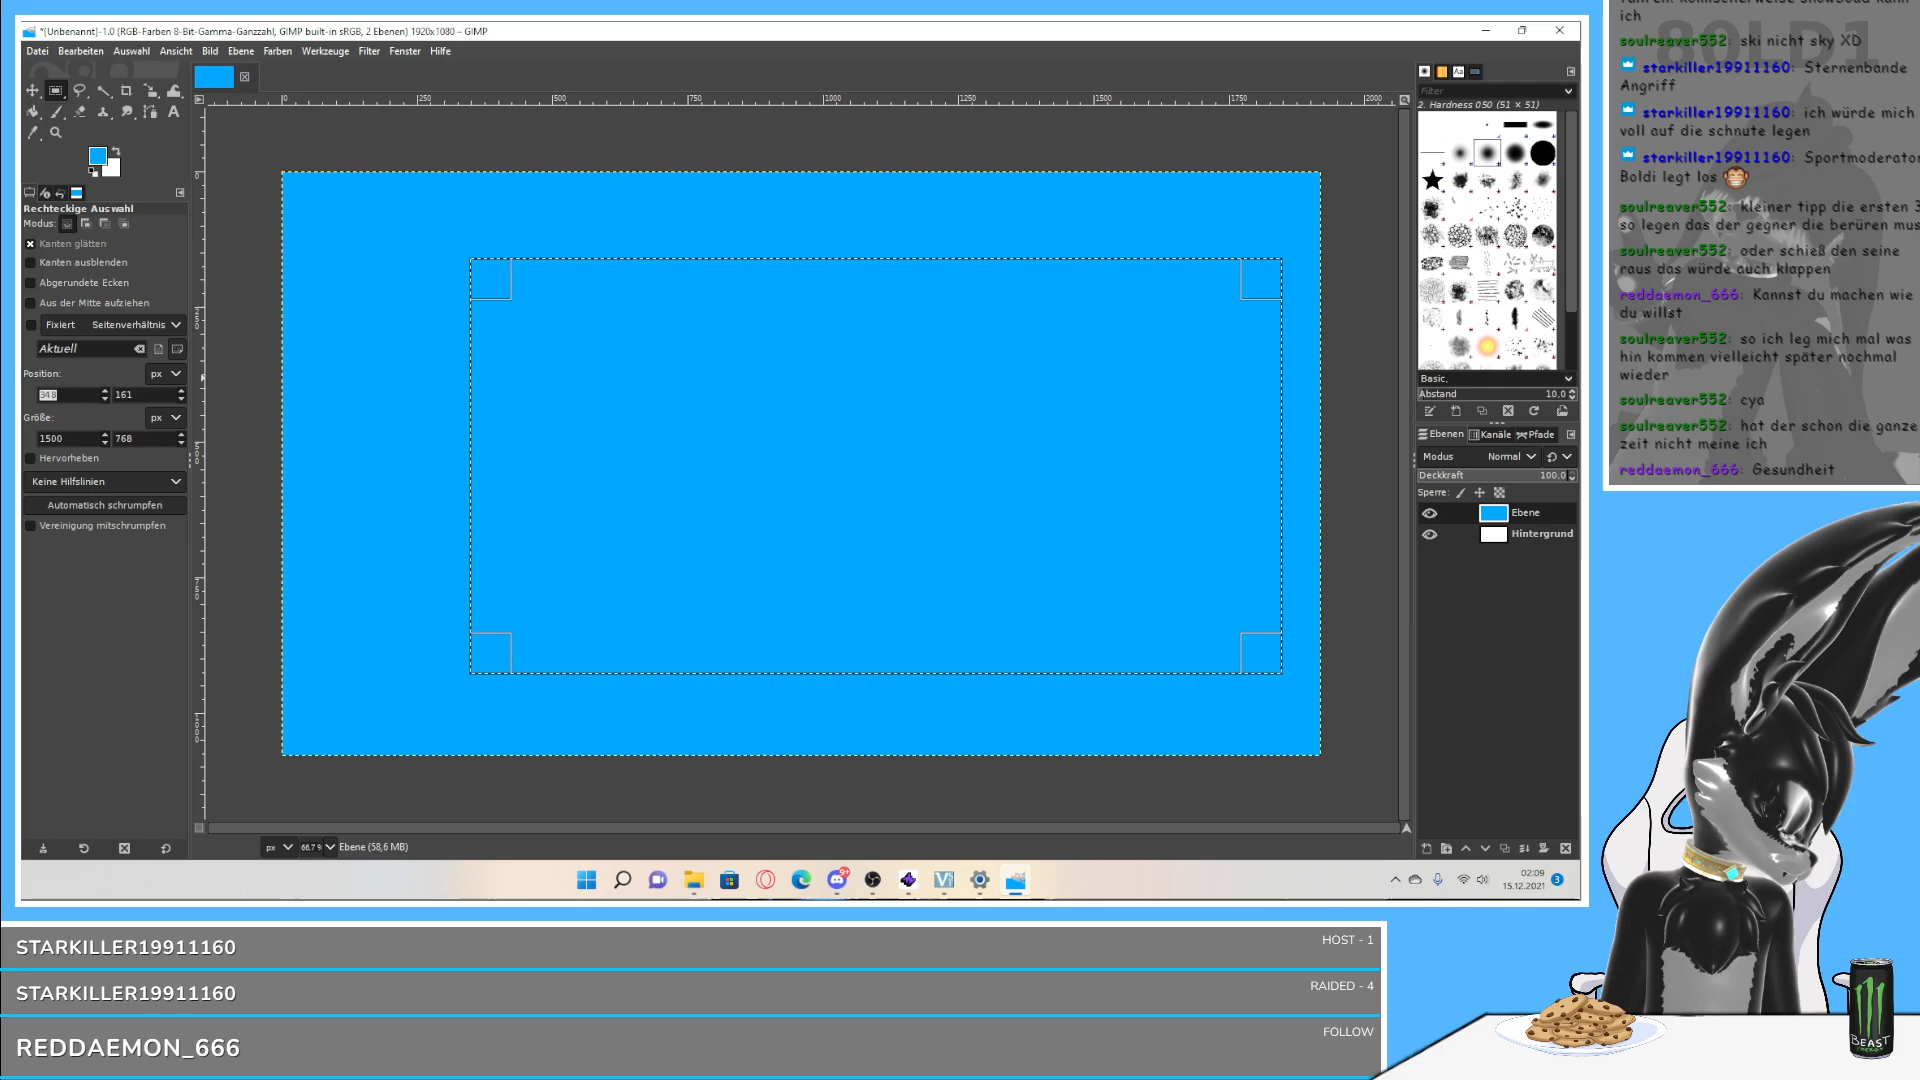 *[Unbenannt]-1.0 (RGB-Farben 8-Bit-Gamma-Ganzzahl, GIMP built-in sRGB, 2 Ebenen) 1920x1080 – GIMP
Datei Bearbeiten Auswahl Ansicht Bild Ebene Farben Werkzeuge Filter Fenster Hilfe
0 250 500 750 1000 1250 1500 1750 2000
0
250
500
750
1000
Rechteckige Auswahl
Modus:
Kanten glätten
Kanten ausblenden
Abgerundete Ecken
Aus der Mitte aufziehen
Fixiert Seitenverhältnis
Aktuell
Position: px
348 161
Größe: px
1500 768
Hervorheben
Keine Hilfslinien
Automatisch schrumpfen
Vereinigung mitschrumpfen
px 66,7 % Ebene (58,6 MB)
Aa
Filter
2. Hardness 050 (51 × 51)
Basic,
Abstand 10,0
Ebenen Kanäle Pfade
Modus Normal
Deckkraft 100,0
Sperre:
Ebene
Hintergrund
9+
02:09
15.12.2021 3
80LD1
ich
soulreaver552: ski nicht sky XD
starkiller19911160: Sternenbande
Angriff
starkiller19911160: ich würde mich
voll auf die schnute legen
starkiller19911160: Sportmoderator
Boldi legt los
soulreaver552: kleiner tipp die ersten 3
so legen das der gegner die berüren mus
soulreaver552: oder schieß den seine
raus das würde auch klappen
reddaemon_666: Kannst du machen wie
du willst
soulreaver552: so ich leg mich mal was
hin kommen vielleicht später nochmal
wieder
soulreaver552: cya
soulreaver552: hat der schon die ganze
zeit nicht meine ich
reddaemon_666: Gesundheit
STARKILLER19911160 HOST - 1
STARKILLER19911160 RAIDED - 4
REDDAEMON_666 FOLLOW
BEAST
ENERGY